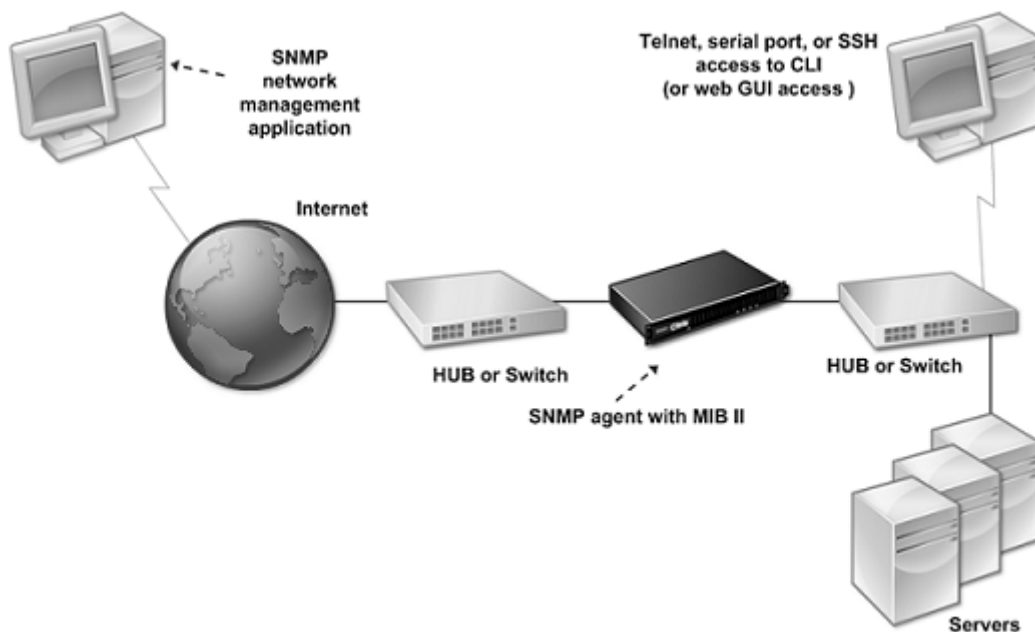 SNMP
network
management
application
Telnet, serial port, or SSH
access to CLI
(or web GUI access )
Internet
HUB or Switch
SNMP agent with MIB II
HUB or Switch
Servers